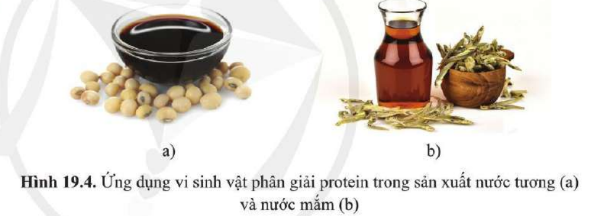 a)
b)
Hình 19.4. Ứng dụng vi sinh vật phân giải protein trong sản xuất nước tương (a)
và nước mắm (b)